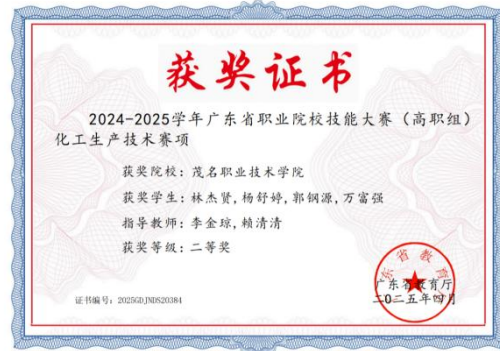 获奖证书
2024-2025学年广东省职业院校技能大赛（高职组）
化工生产技术赛项
获奖院校：茂名职业技术学院
获奖学生：林杰贤,杨舒婷,郭钢源,万富强
指导教师：李金琼,赖清清
获奖等级：二等奖
广东省教育厅
二〇二五年四月
证书编号：2025GDJNDS20384